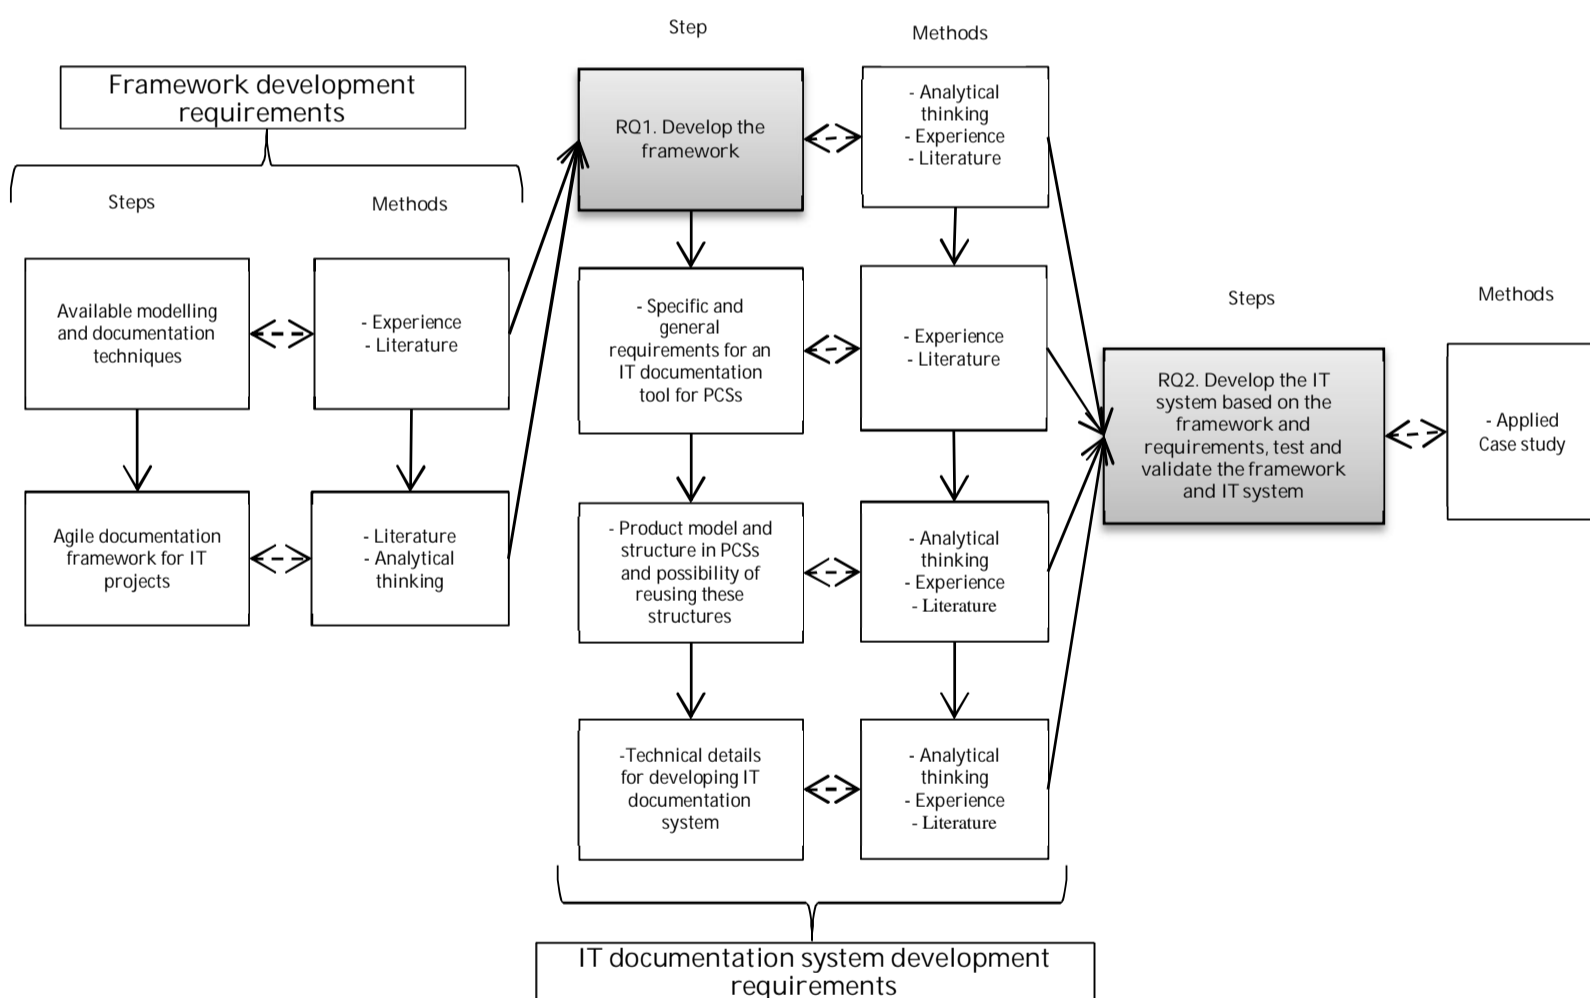 Framework development
requirements
Steps
Methods
Available modelling
and documentation
techniques
- Experience
- Literature
Agile documentation
framework for IT
projects
- Literature
- Analytical
thinking
Step
Methods
RQ1. Develop the
framework
- Analytical
thinking
- Experience
- Literature
- Specific and
general
requirements for an
IT documentation
tool for PCSs
- Experience
- Literature
- Product model and
structure in PCSs
and possibility of
reusing these
structures
- Analytical
thinking
- Experience
- Literature
-Technical details
for developing IT
documentation
system
- Analytical
thinking
- Experience
- Literature
IT documentation system development
requirements
Steps
Methods
RQ2. Develop the IT
system based on the
framework and
requirements, test and
validate the framework
and IT system
- Applied
Case study